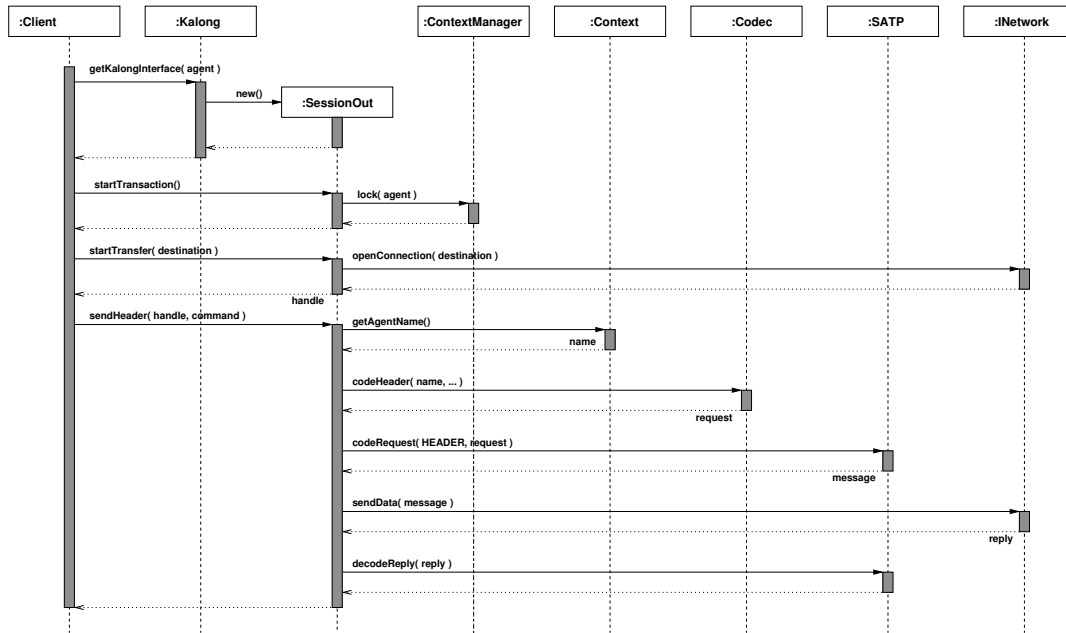 :Client
:Kalong
:ContextManager
:Context
:Codec
:SATP
:INetwork
getKalongInterface( agent )
new()
:SessionOut
startTransaction()
lock( agent )
startTransfer( destination )
openConnection( destination )
handle
sendHeader( handle, command )
getAgentName()
name
codeHeader( name, ... )
request
codeRequest( HEADER, request )
message
sendData( message )
reply
decodeReply( reply )